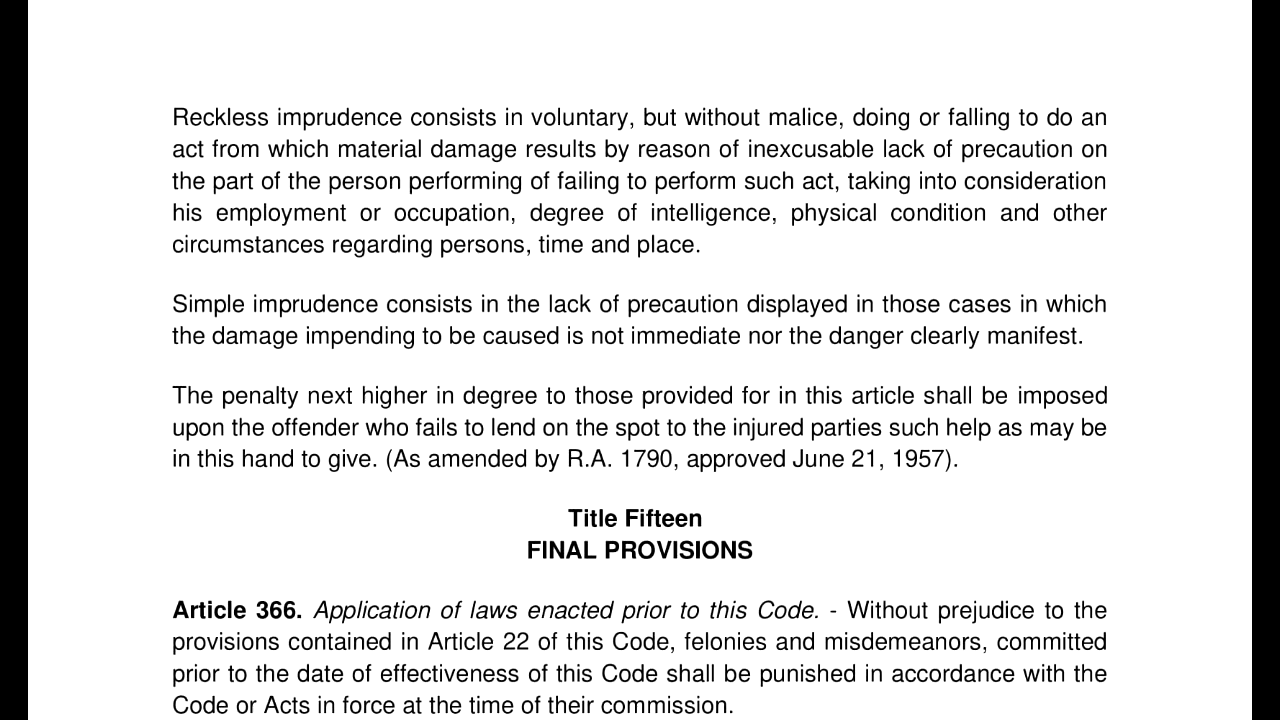 Reckless imprudence consists in voluntary, but without malice, doing or falling to do an
act from which material damage results by reason of inexcusable lack of precaution on
the part of the person performing of failing to perform such act, taking into consideration
his employment or occupation, degree of intelligence, physical condition and other
circumstances regarding persons, time and place.
Simple imprudence consists in the lack of precaution displayed in those cases in which
the damage impending to be caused is not immediate nor the danger clearly manifest.
The penalty next higher in degree to those provided for in this article shall be imposed
upon the offender who fails to lend on the spot to the injured parties such help as may be
in this hand to give. (As amended by R.A. 1790, approved June 21, 1957).
Title Fifteen
FINAL PROVISIONS
Article 366. Application of laws enacted prior to this Code. - Without prejudice to the
provisions contained in Article 22 of this Code, felonies and misdemeanors, committed
prior to the date of effectiveness of this Code shall be punished in accordance with the
Code or Acts in force at the time of their commission.